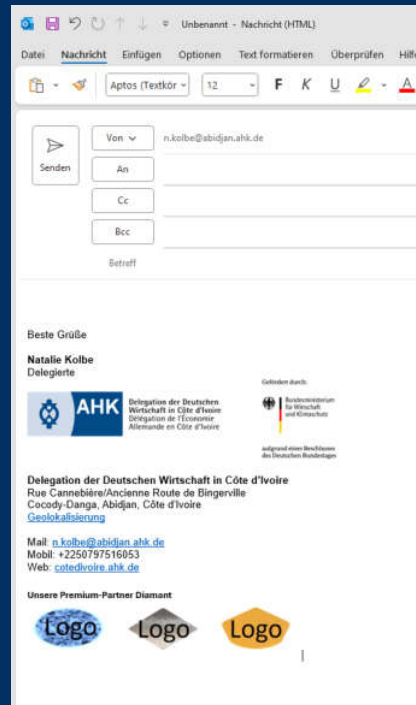 Unbenannt - Nachricht (HTML)
Datei Nachricht Einfügen Optionen Text formatieren Überprüfen Hilfe
Aptos (Textkör 12 F K U A
Von n.kolbe@abidjan.ahk.de
Senden
An
Cc
Bcc
Betreff
Beste Grüße
Natalie Kolbe
Delegierte
AHK
Delegation der Deutschen
Wirtschaft in Côte d'Ivoire
Délégation de l'Économie
Allemande en Côte d'Ivoire
Gefördert durch:
Bundesministerium
für Wirtschaft
und Klimaschutz
aufgrund eines Beschlusses
des Deutschen Bundestages
Delegation der Deutschen Wirtschaft in Côte d'Ivoire
Rue Cannebière/Ancienne Route de Bingerville
Cocody-Danga, Abidjan, Côte d'Ivoire
Geolokalisierung
Mail: n.kolbe@abidjan.ahk.de
Mobil: +2250797516053
Web: cotedivoire.ahk.de
Unsere Premium-Partner Diamant
Logo Logo Logo